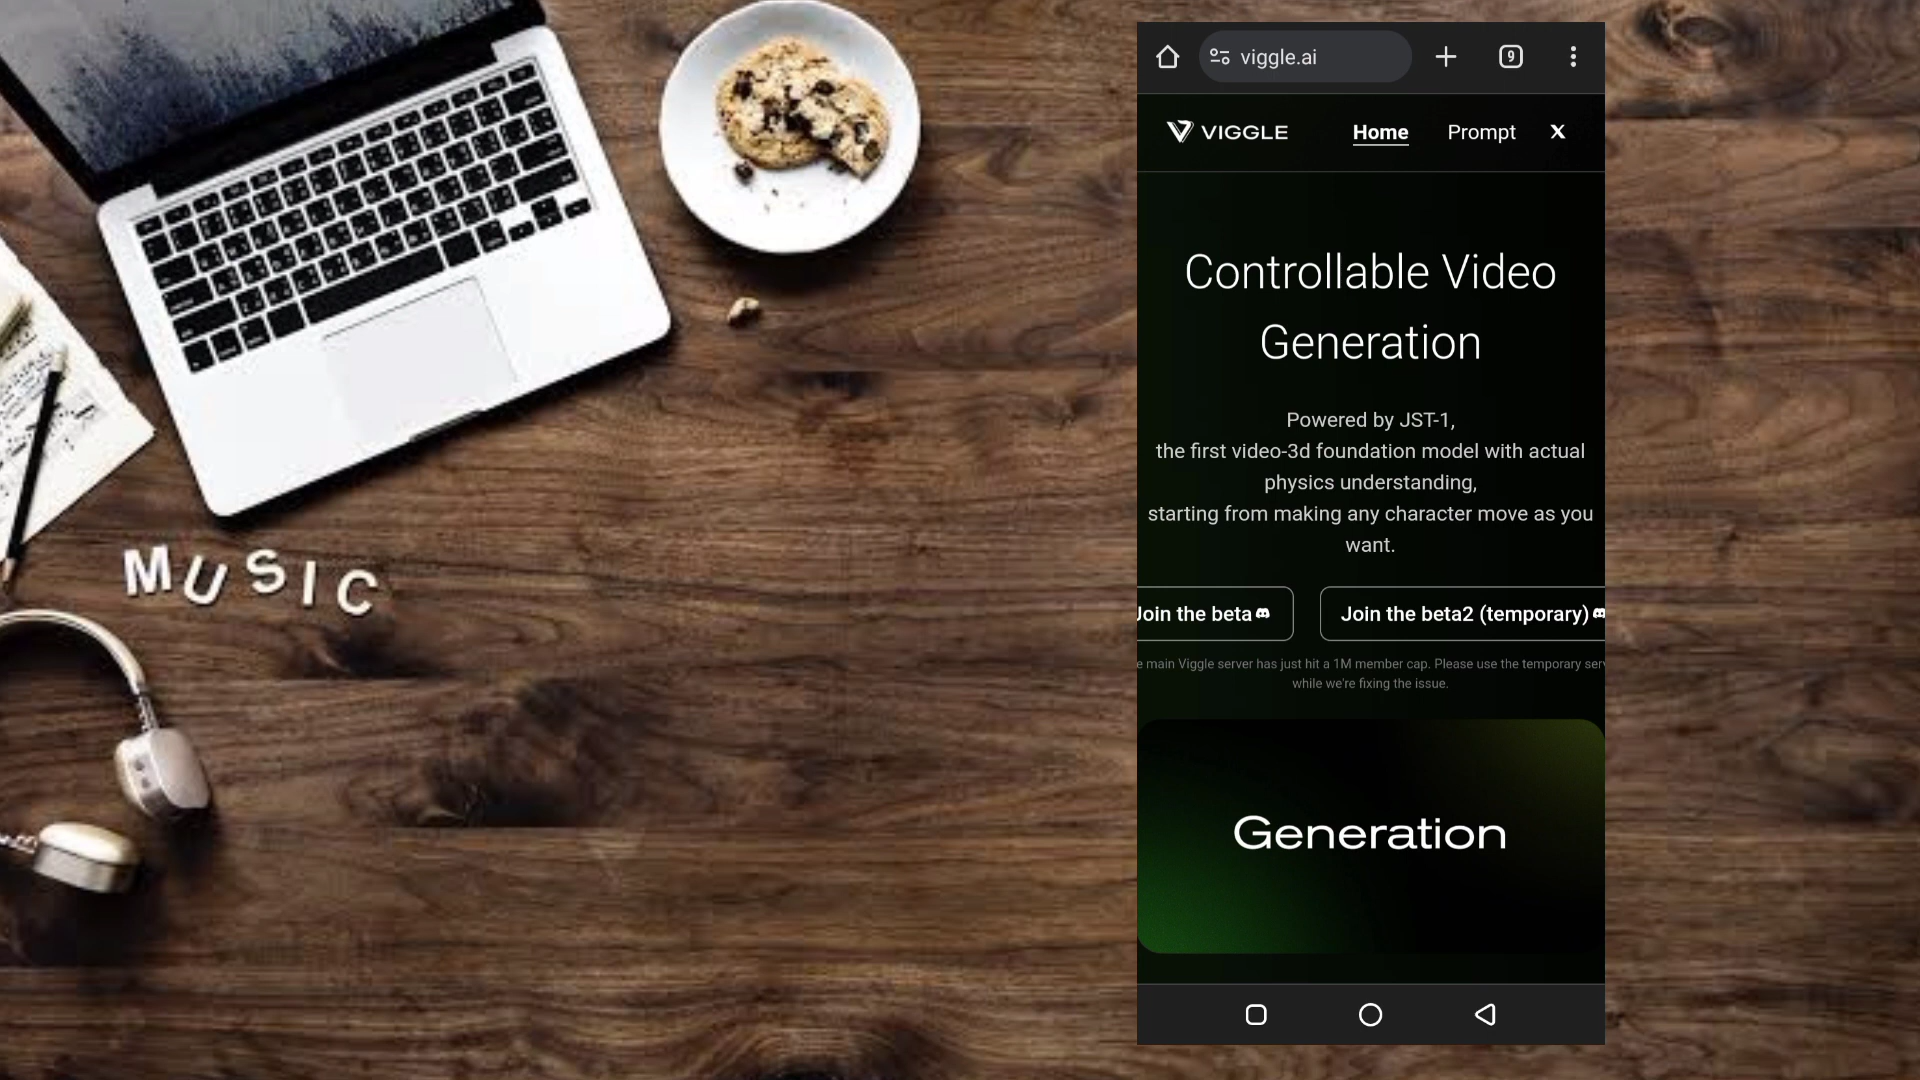 MUSIC
viggle.ai
9
VIGGLE
Home
Prompt
X
Controllable Video
Generation
Powered by JST-1,
the first video-3d foundation model with actual
physics understanding,
starting from making any character move as you
want.
Join the beta
Join the beta2 (temporary)
main Viggle server has just hit a 1M member cap. Please use the temporary
while we're fixing the issue.
Generation